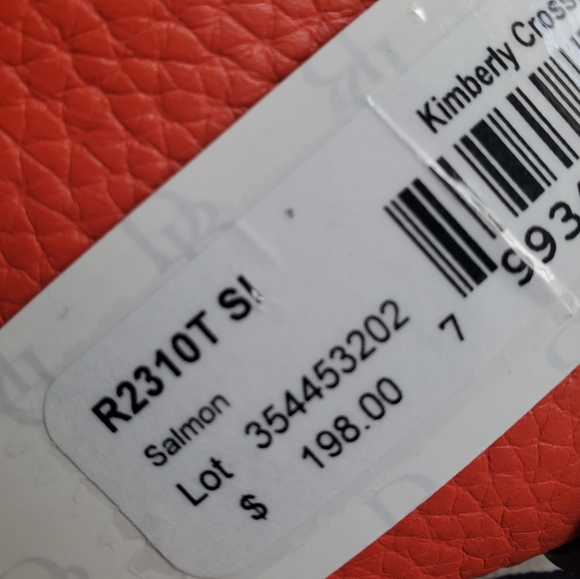 Kimberly Cross
7 993
R2310T S
Salmon
Lot 354453202
$ 198.00